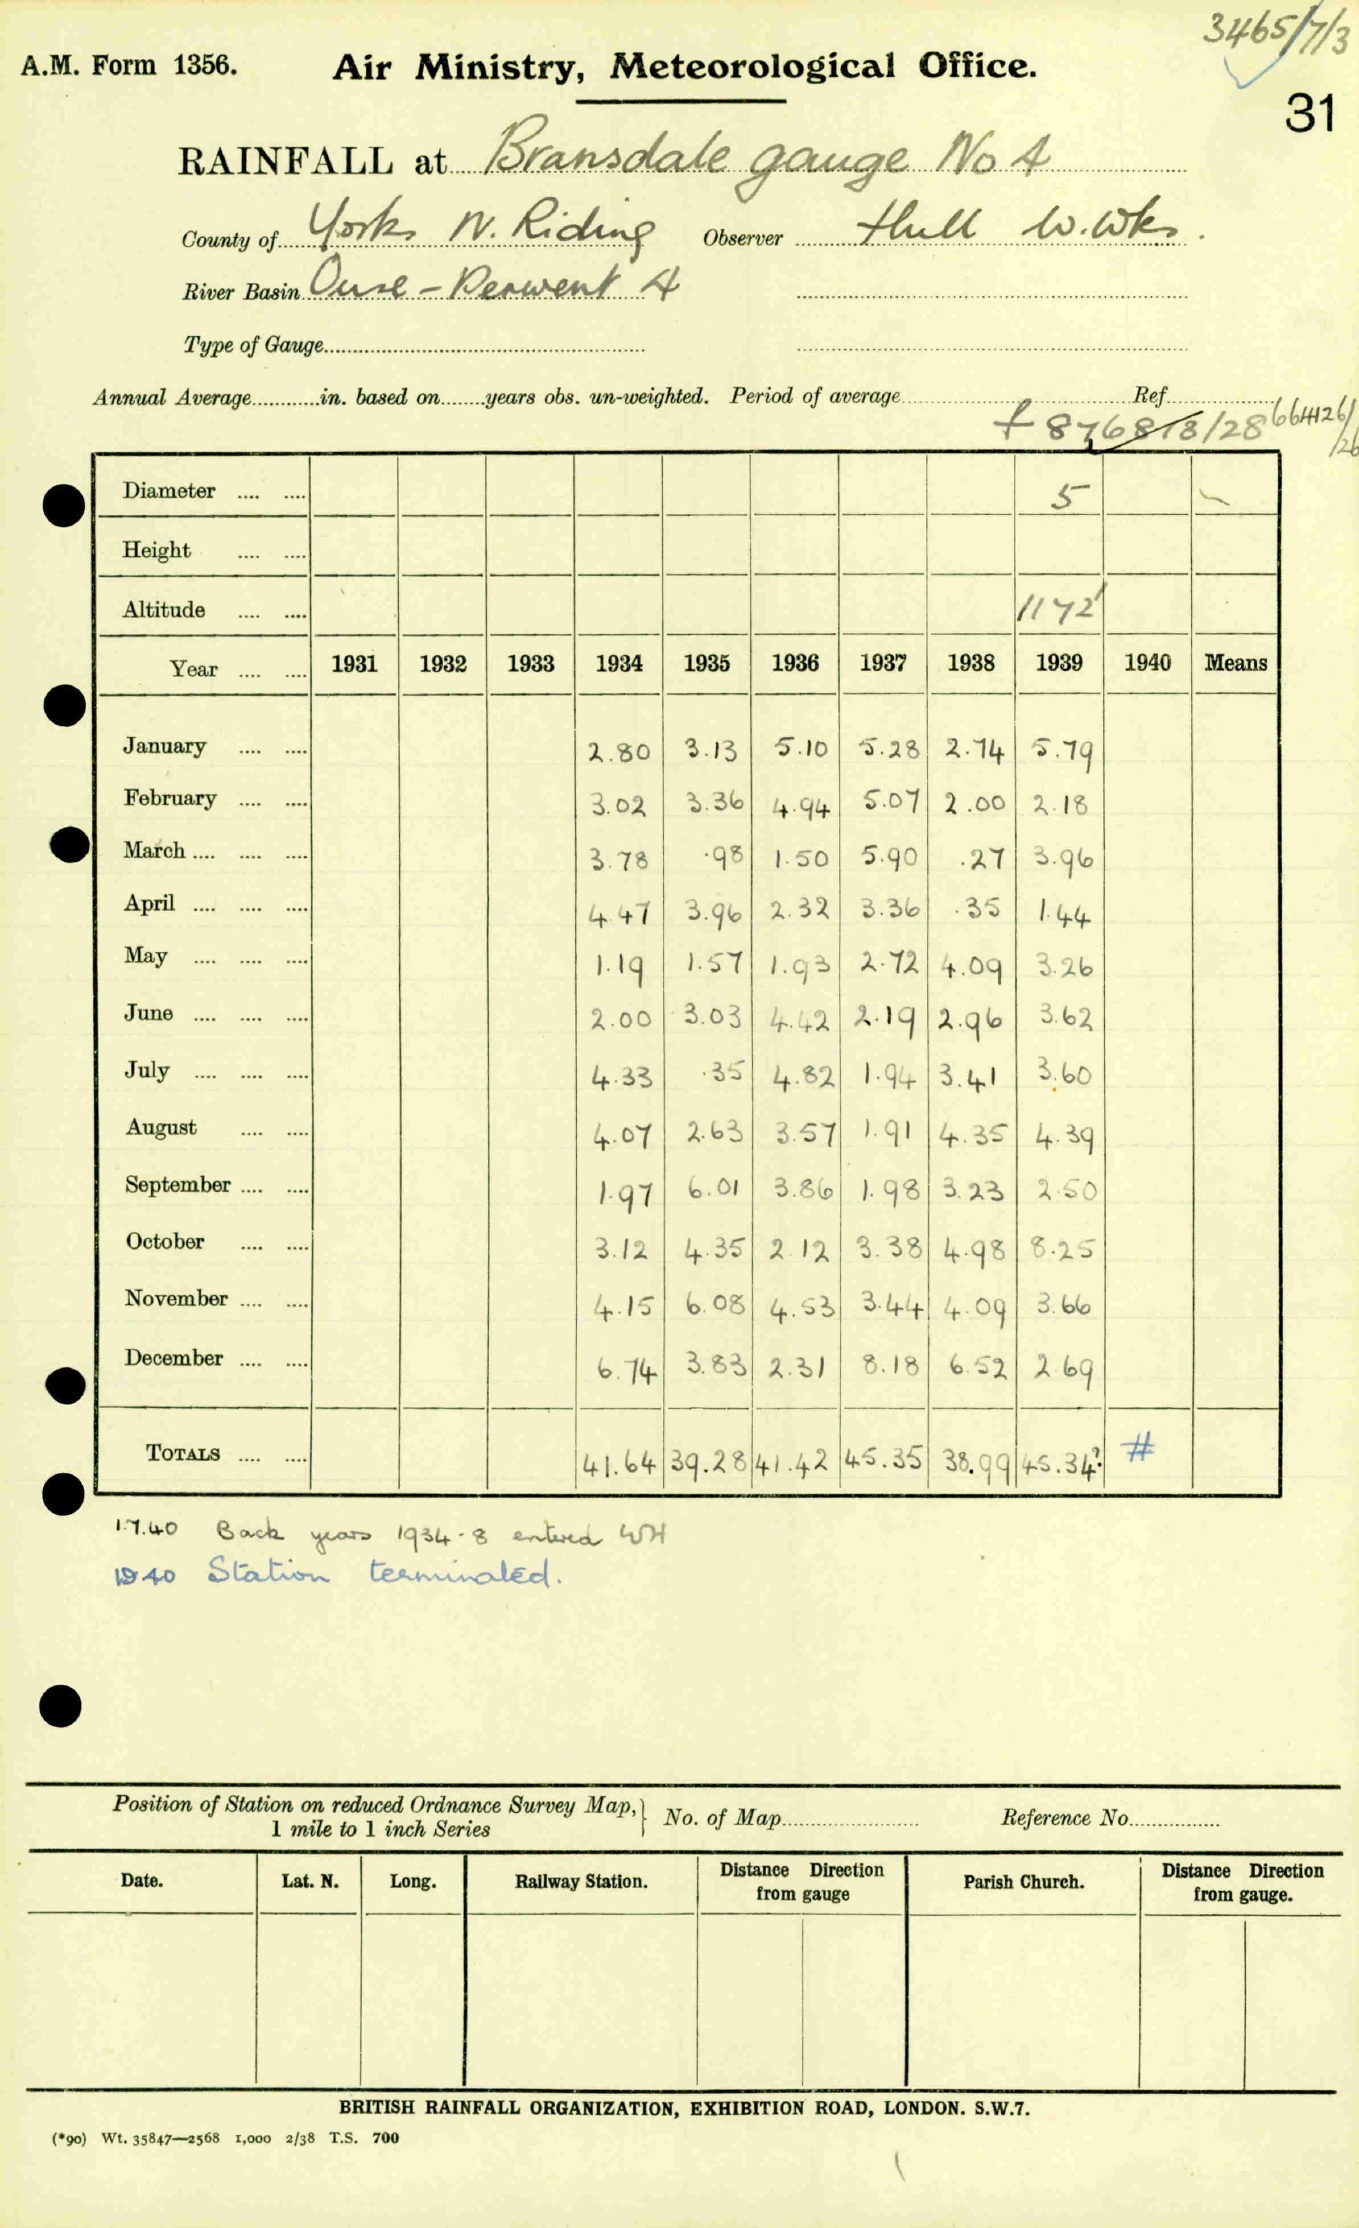 3465/7/3
A.M. Form 1356. Air Ministry, Meteorological Office.
31
RAINFALL at Bransdale gauge No 4
County of Yorks N. Riding Observer Hull W. Wks.
River Basin Ouse - Derwent 4
Type of Gauge
Annual Average in. based on years obs. un-weighted. Period of average Ref
Diameter 5
Height
Altitude 1172'
Year 1931 1932 1933 1934 1935 1936 1937 1938 1939 1940 Means
January 2.80 3.13 5.10 5.28 2.74 5.79
February 3.02 3.36 4.94 5.07 2.00 2.18
March 3.78 .98 1.50 5.90 .27 3.96
April 4.47 3.96 2.32 3.36 .35 1.44
May 1.19 1.57 1.93 2.72 4.09 3.26
June 2.00 3.03 4.42 2.19 2.96 3.62
July 4.33 .35 4.82 1.94 3.41 3.60
August 4.07 2.63 3.57 1.91 4.35 4.39
September 1.97 6.01 3.86 1.98 3.23 2.50
October 3.12 4.35 2.12 3.38 4.98 8.25
November 4.15 6.08 4.53 3.44 4.09 3.66
December 6.74 3.83 2.31 8.18 6.52 2.69
TOTALS 41.64 39.28 41.42 45.35 38.99 45.34? #
1.7.40 Back years 1934-8 entered WH
1940 Station terminated.
Position of Station on reduced Ordnance Survey Map, 1 mile to 1 inch Series } No. of Map Reference No.
Date. Lat. N. Long. Railway Station. Distance Direction from gauge Parish Church. Distance Direction from gauge.
BRITISH RAINFALL ORGANIZATION, EXHIBITION ROAD, LONDON. S.W.7.
(*90) Wt. 35847—2568 1,000 2/38 T.S. 700